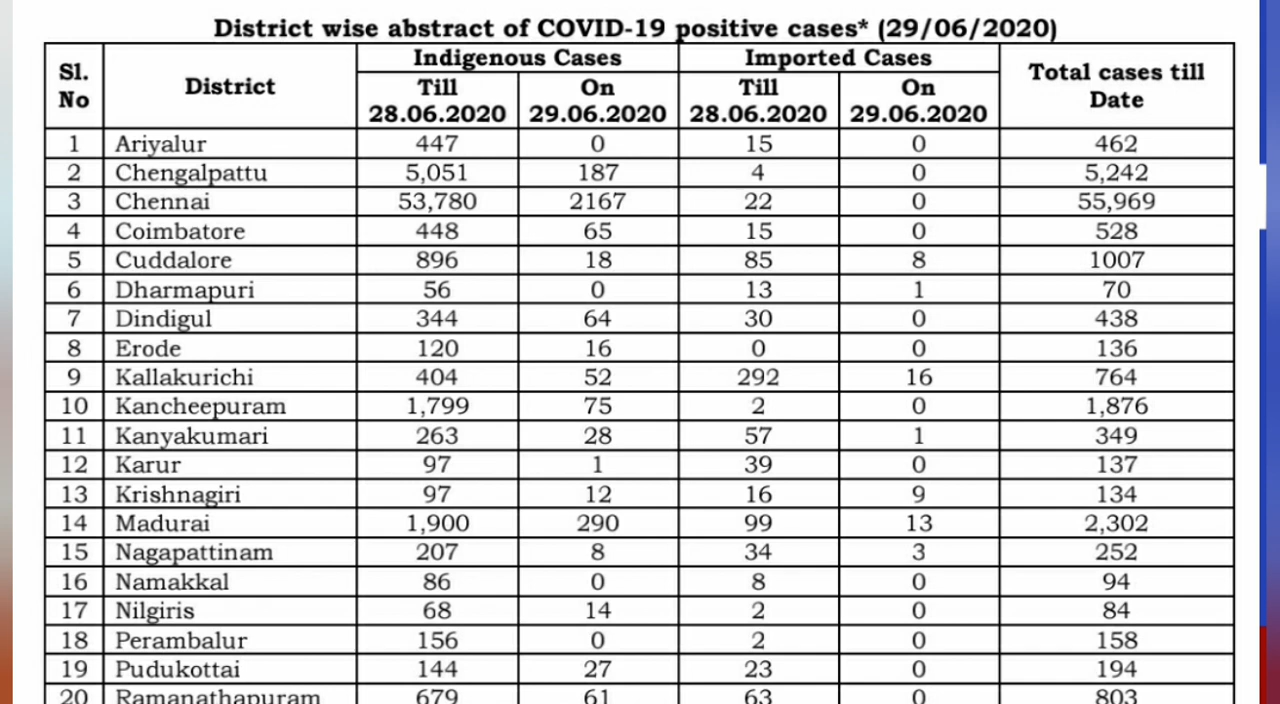 District wise abstract of COVID-19 positive cases* (29/06/2020)
Sl. No District Indigenous Cases Imported Cases Total cases till Date
Till 28.06.2020 On 29.06.2020 Till 28.06.2020 On 29.06.2020
1 Ariyalur 447 0 15 0 462
2 Chengalpattu 5,051 187 4 0 5,242
3 Chennai 53,780 2167 22 0 55,969
4 Coimbatore 448 65 15 0 528
5 Cuddalore 896 18 85 8 1007
6 Dharmapuri 56 0 13 1 70
7 Dindigul 344 64 30 0 438
8 Erode 120 16 0 0 136
9 Kallakurichi 404 52 292 16 764
10 Kancheepuram 1,799 75 2 0 1,876
11 Kanyakumari 263 28 57 1 349
12 Karur 97 1 39 0 137
13 Krishnagiri 97 12 16 9 134
14 Madurai 1,900 290 99 13 2,302
15 Nagapattinam 207 8 34 3 252
16 Namakkal 86 0 8 0 94
17 Nilgiris 68 14 2 0 84
18 Perambalur 156 0 2 0 158
19 Pudukottai 144 27 23 0 194
20 Ramanathapuram 679 61 63 0 803